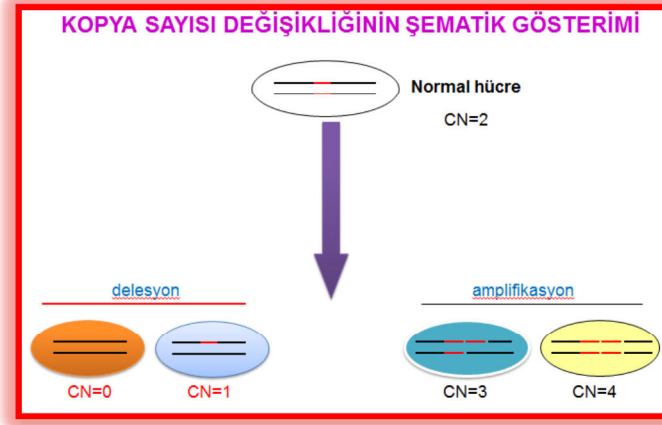 KOPYA SAYISI DEĞİŞİKLİĞİNİN ŞEMATİK GÖSTERİMİ
Normal hücre
CN=2
delesyon
amplifikasyon
CN=0
CN=1
CN=3
CN=4